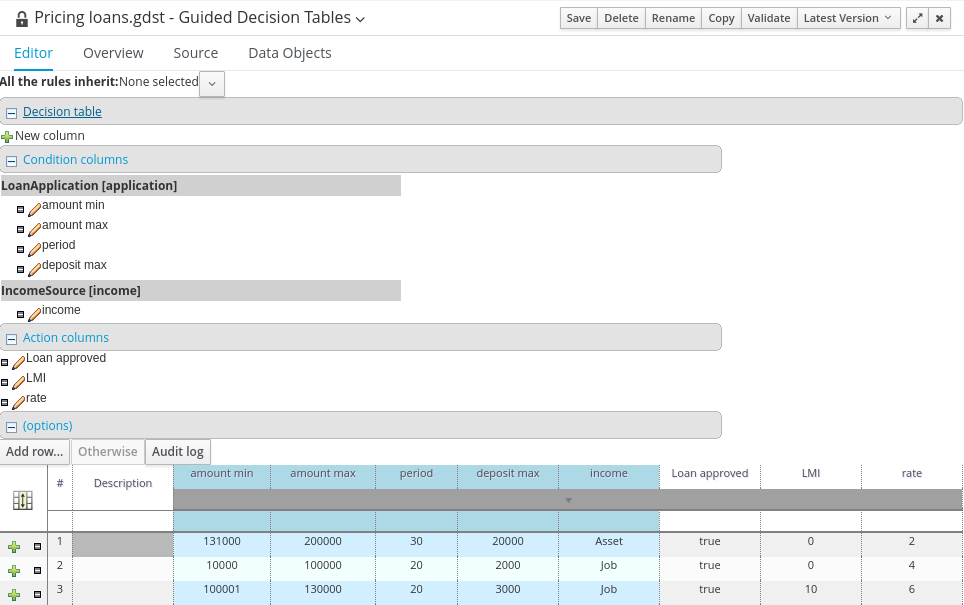 Pricing loans.gdst - Guided Decision Tables
Save Delete Rename Copy Validate Latest Version
Editor Overview Source Data Objects
All the rules inherit:None selected
Decision table
New column
Condition columns
LoanApplication [application]
amount min
amount max
period
deposit max
IncomeSource [income]
income
Action columns
Loan approved
LMI
rate
(options)
Add row... Otherwise Audit log
# Description amount min amount max period deposit max income Loan approved LMI rate
1 131000 200000 30 20000 Asset true 0 2
2 10000 100000 20 2000 Job true 0 4
3 100001 130000 20 3000 Job true 10 6